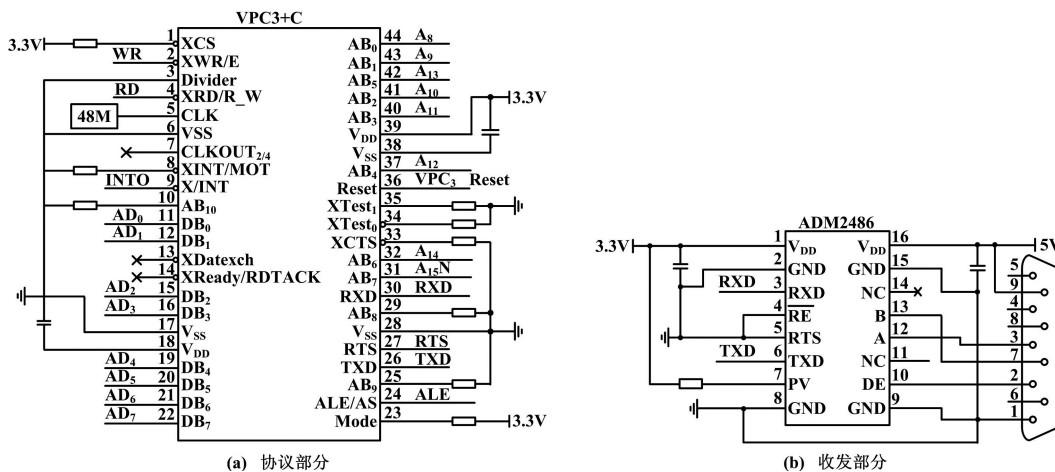 VPC3+C
3.3V
1 XCS
WR 2 XWR/E
3 Divider
RD 4 XRD/R_W
48M 5 CLK
6 VSS
7 CLKOUT2/4
8 XINT/MOT
INTO 9 X/INT
10 AB10
AD0 11 DB0
AD1 12 DB1
13 XDatexch
14 XReady/RDTACK
AD2 15 DB2
AD3 16 DB3
17 VSS
18 VDD
AD4 19 DB4
AD5 20 DB5
AD6 21 DB6
AD7 22 DB7
AB0 44 A8
AB1 43 A9
AB5 42 A13
AB2 41 A10
AB3 40 A11
VDD 39
3.3V
VSS 38
AB4 37 A12
Reset 36 VPC3 Reset
XTest1 35
XTest0 34
XCTS 33
AB6 32 A14
AB7 31 A15N
RXD 30 RXD
AB8 29
VSS 28
RTS 27 RTS
TXD 26 TXD
AB9 25
ALE/AS 24 ALE
Mode 23 3.3V
(a) 协议部分
ADM2486
3.3V 1 VDD
2 GND
RXD 3 RXD
4 RE
5 RTS
TXD 6 TXD
7 PV
8 GND
VDD 16 5V
GND 15
NC 14
B 13
A 12
NC 11
DE 10
GND 9
5
9
4
8
3
7
2
6
1
(b) 收发部分